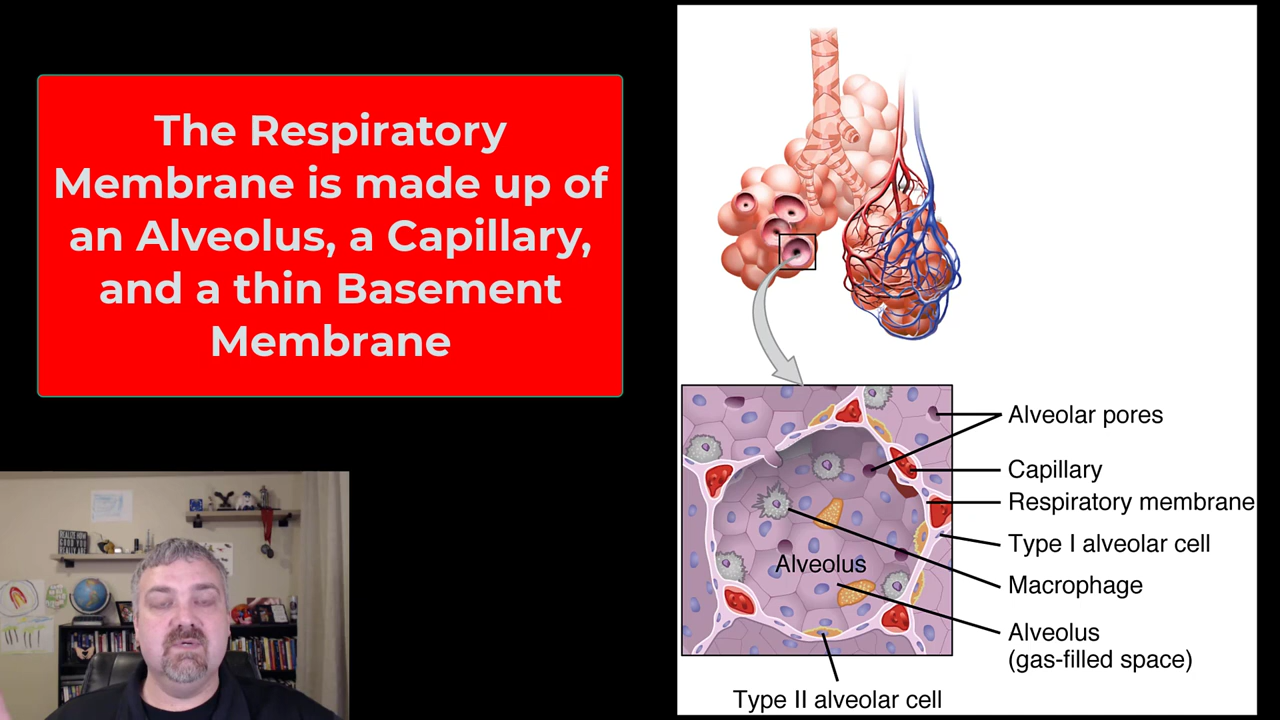 The Respiratory
Membrane is made up of
an Alveolus, a Capillary,
and a thin Basement
Membrane
Alveolar pores
Capillary
Respiratory membrane
Type I alveolar cell
Macrophage
Alveolus
Alveolus
(gas-filled space)
Type II alveolar cell